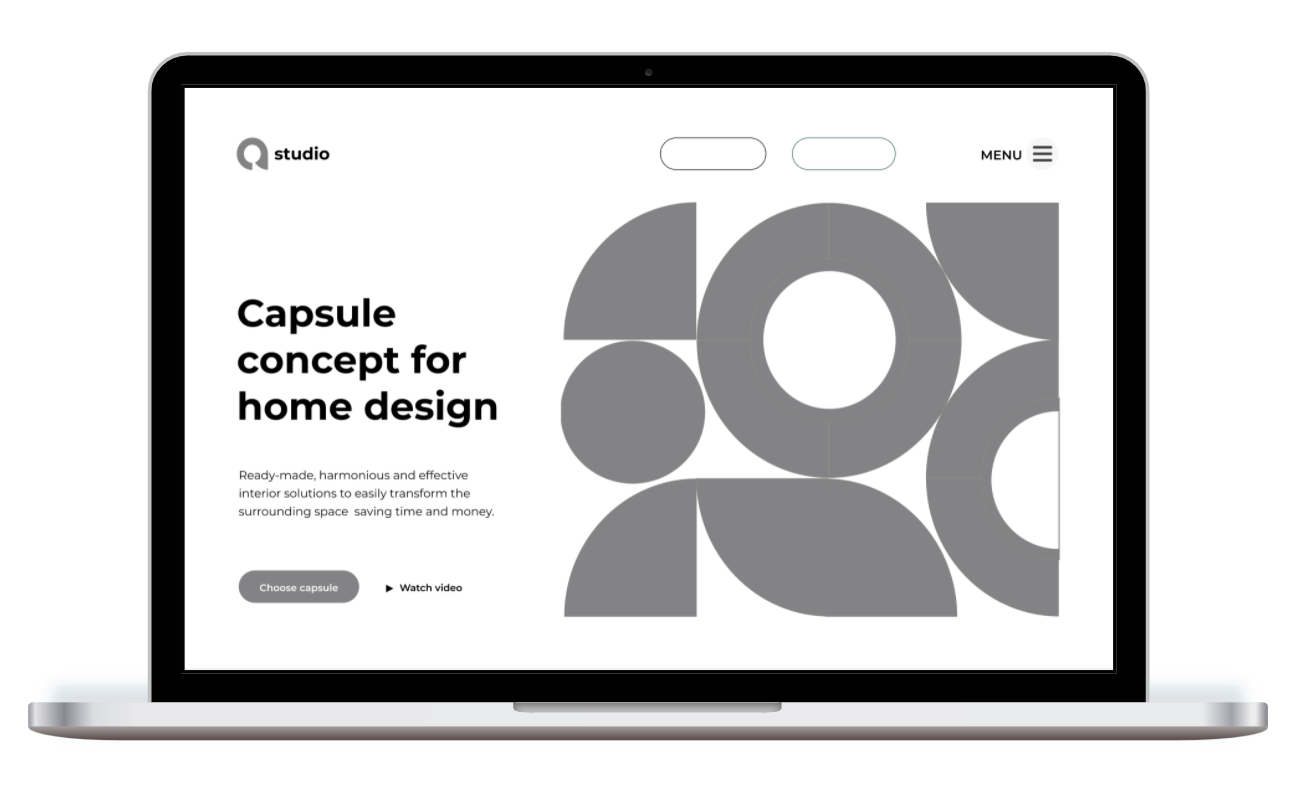 studio
MENU
Capsule
concept for
home design
Ready-made, harmonious and effective
interior solutions to easily transform the
surrounding space  saving time and money.
Choose capsule
▶ Watch video